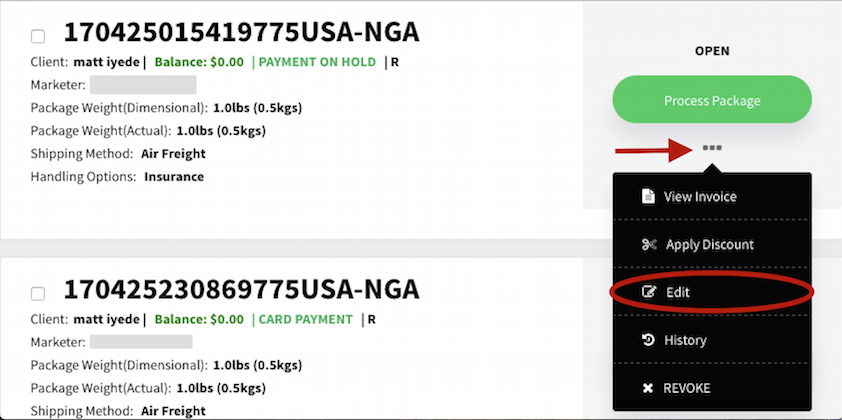 170425015419775USA-NGA
Client: matt iyede | Balance: $0.00 | PAYMENT ON HOLD | R
Marketer:
Package Weight(Dimensional): 1.0lbs (0.5kgs)
Package Weight(Actual): 1.0lbs (0.5kgs)
Shipping Method: Air Freight
Handling Options: Insurance
OPEN
Process Package
View Invoice
Apply Discount
Edit
History
REVOKE
170425230869775USA-NGA
Client: matt iyede | Balance: $0.00 | CARD PAYMENT | R
Marketer:
Package Weight(Dimensional): 1.0lbs (0.5kgs)
Package Weight(Actual): 1.0lbs (0.5kgs)
Shipping Method: Air Freight